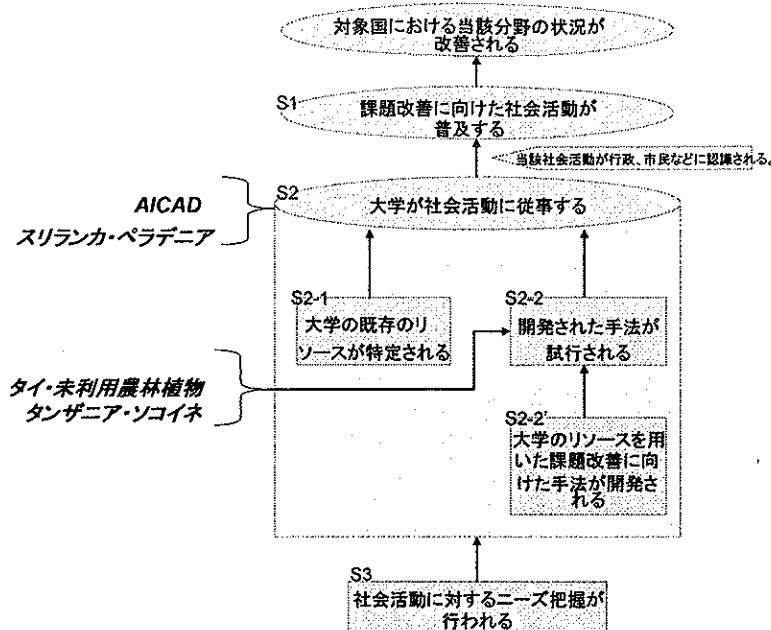 対象国における当該分野の状況が
改善される
S1
課題改善に向けた社会活動が
普及する
当該社会活動が行政、市民などに認識される。
S2
大学が社会活動に従事する
AICAD
スリランカ・ペラデニア
S2-1
大学の既存のリ
ソースが特定される
S2-2
開発された手法が
試行される
タイ・未利用農林植物
タンザニア・ソコイネ
S2-2'
大学のリソースを用
いた課題改善に向
けた手法が開発さ
れる
S3
社会活動に対するニーズ把握が
行われる